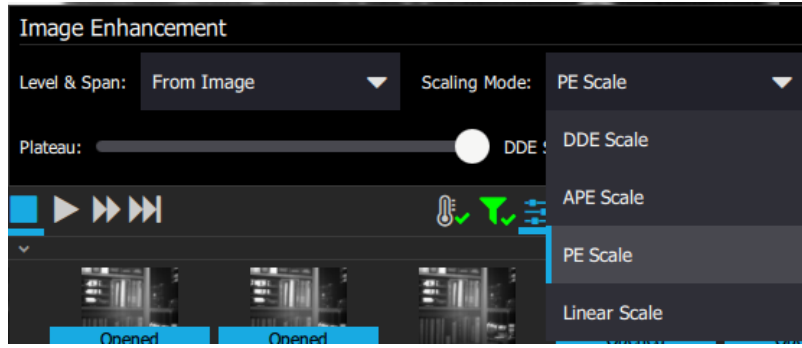 Image Enhancement
Level & Span: From Image Scaling Mode: PE Scale
Plateau: DDE
DDE Scale
APE Scale
PE Scale
Linear Scale
Opened Opened